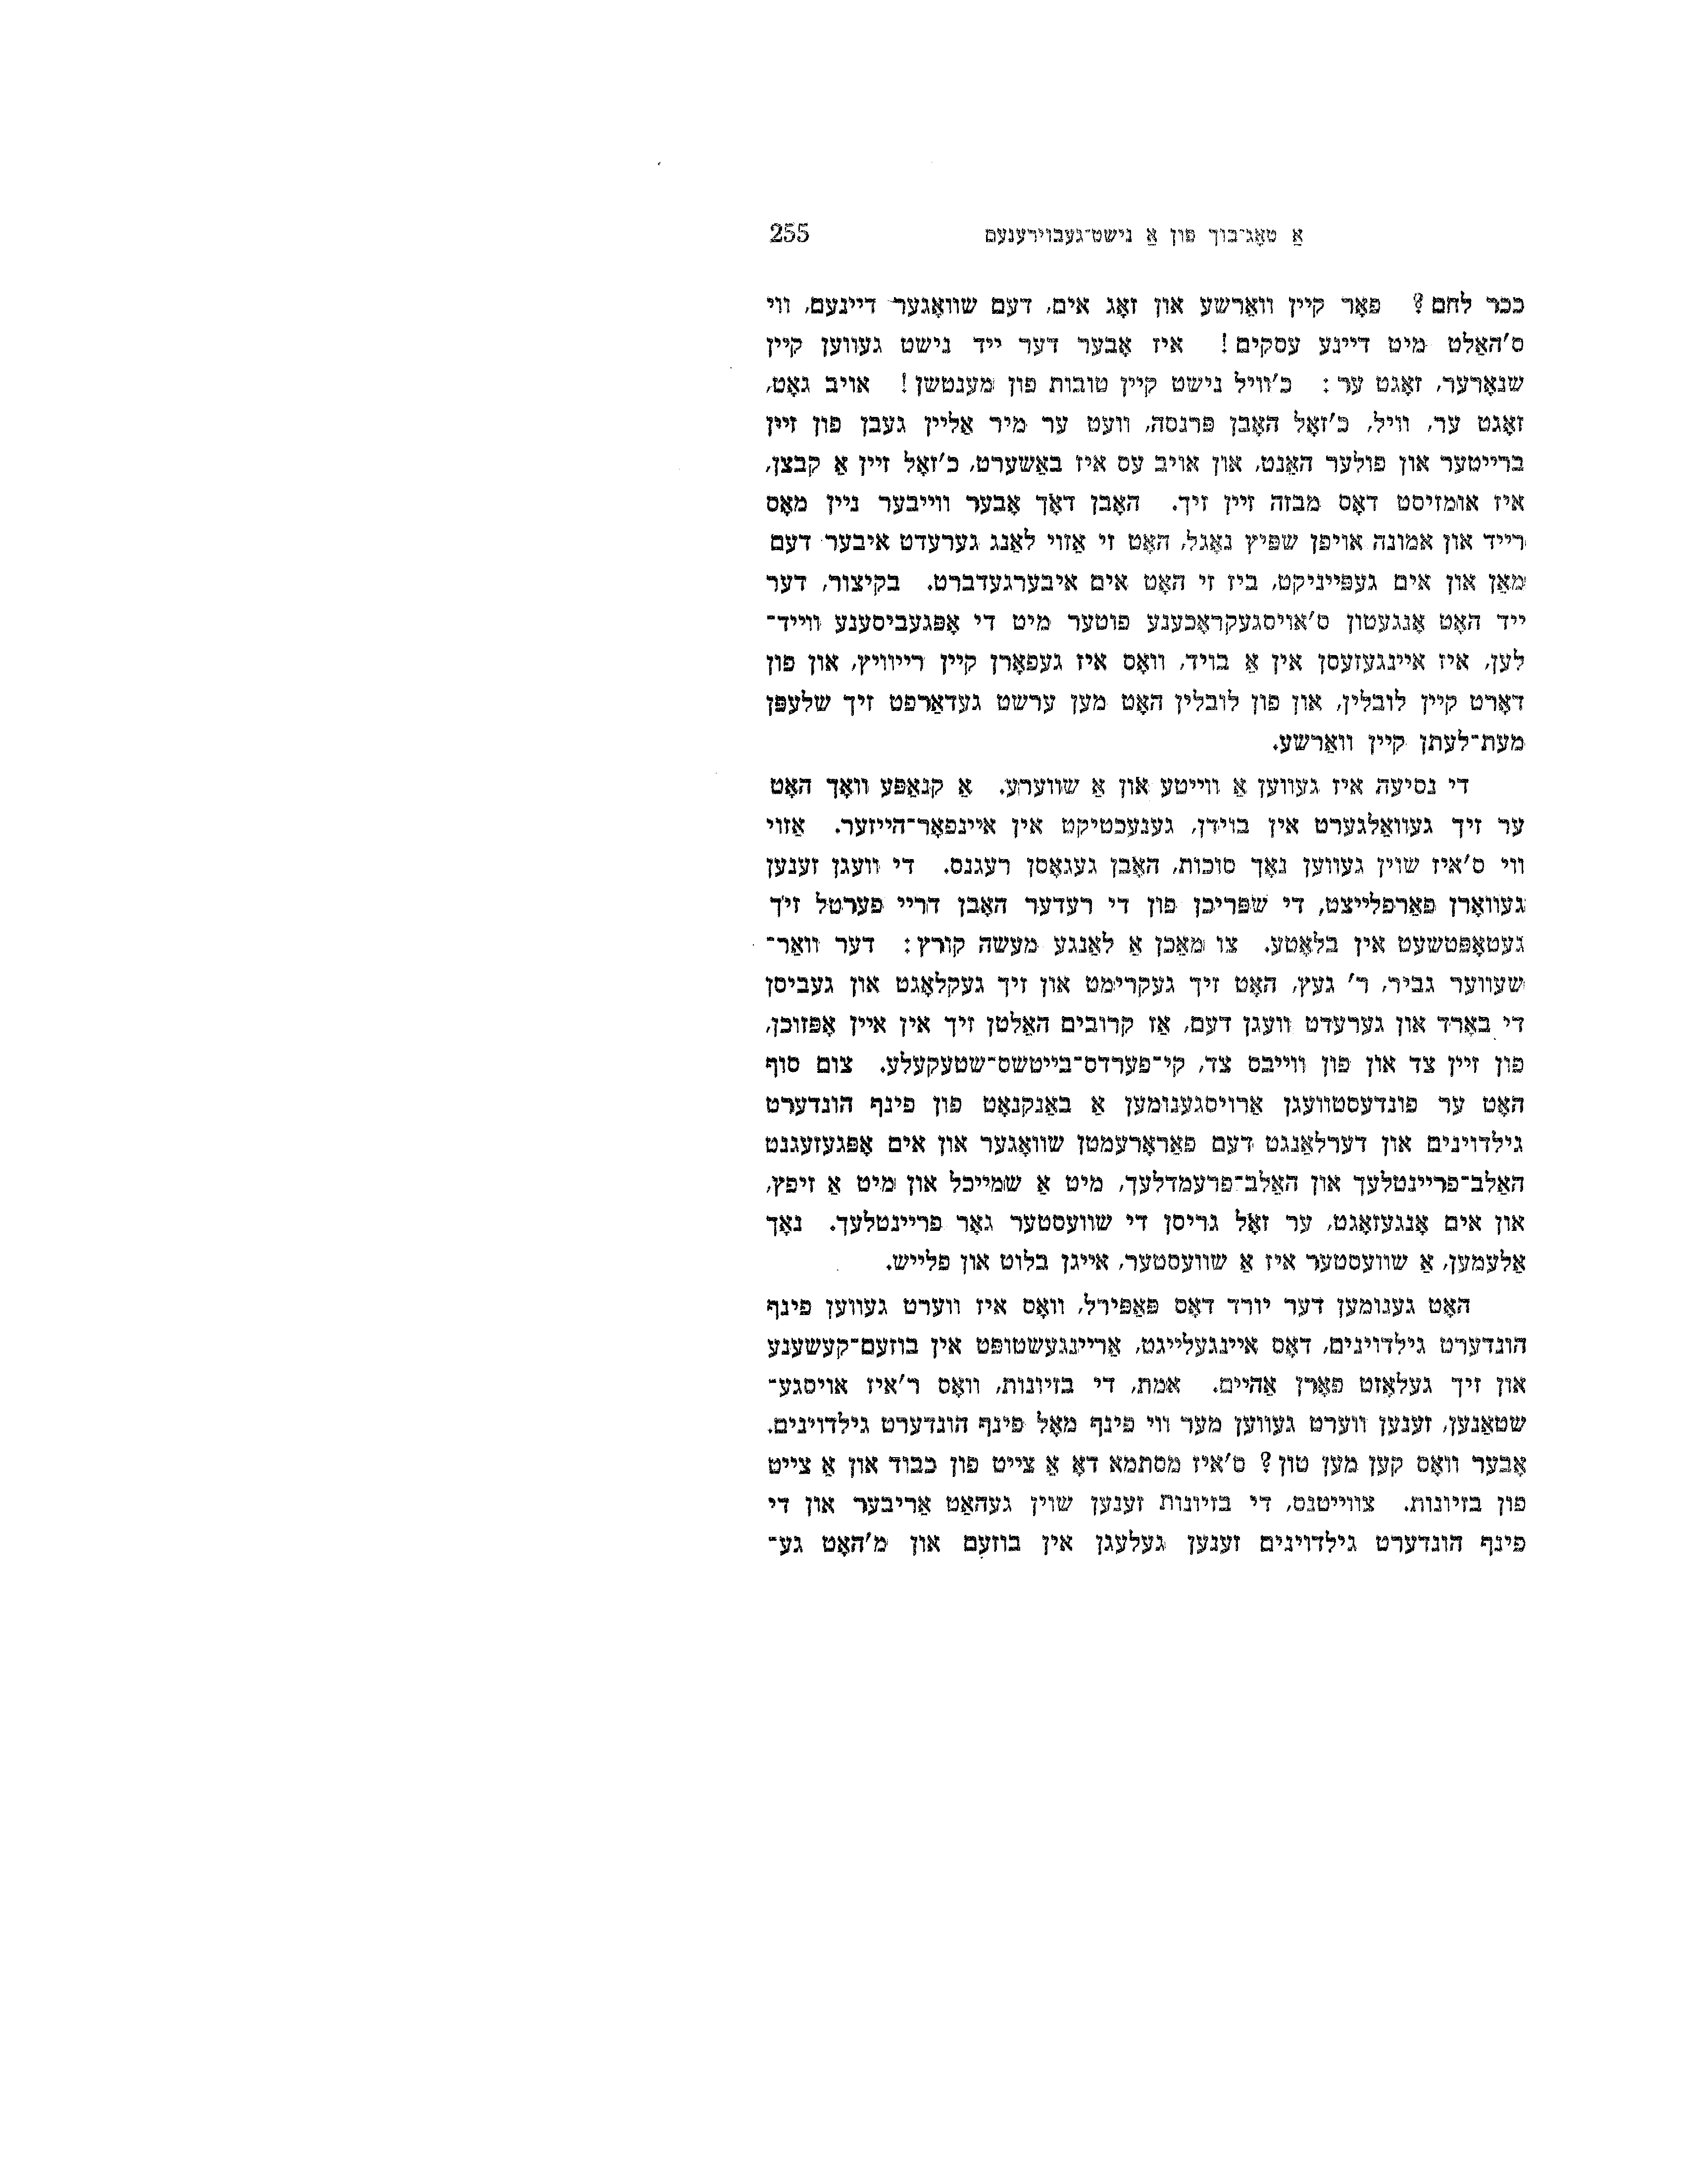 אַ טאָג־בוך פון אַ נישט־געבוירענעם 255
ככר לחם? פאָר קיין וואַרשע און זאָג אים, דעם שוואָגער דיינעם, ווי
ס'האַלט מיט דיינע עסקים! איז אָבער דער ייד נישט געווען קיין
שנאָרער, זאָגט ער: כ'וויל נישט קיין טובות פון מענטשן! אויב גאָט,
זאָגט ער, וויל, כ'זאָל האָבן פּרנסה, וועט ער מיר אַליין געבן פון זיין
ברייטער און פולער האַנט, און אויב עס איז באַשערט, כ'זאָל זיין אַ קבצן,
איז אומזיסט דאָס מבזה זיין זיך. האָבן דאָך אָבער ווייבער ניין מאָס
רייד און אמונה אויפן שפּיץ נאָגל, האָט זי אַזוי לאַנג גערעדט איבער דעם
מאַן און אים געפּייניקט, ביז זי האָט אים איבערגעדברט. בקיצור, דער
ייד האָט אָנגעטון ס'אויסגעקראָכענע פוטער מיט די אָפּגעביסענע ווייד־
לען, איז איינגעזעסן אין אַ בויד, וואָס איז געפאָרן קיין רייוויץ, און פון
דאָרט קיין לובלין, און פון לובלין האָט מען ערשט געדאַרפט זיך שלעפּן
מעת־לעתן קיין וואַרשע.
די נסיעה איז געווען אַ ווייטע און אַ שווערע. אַ קנאַפּע וואָך האָט
ער זיך געוואַלגערט אין בוידן, גענעכטיקט אין איינפאָר־הייזער. אַזוי
ווי ס'איז שוין געווען נאָך סוכות, האָבן געגאָסן רעגנס. די וועגן זענען
געוואָרן פאַרפלייצט, די שפּריכן פון די רעדער האָבן דריי פערטל זיך
געטאָפּטשעט אין בלאָטע. צו מאַכן אַ לאַנגע מעשה קורץ: דער וואַר־
שעווער גביר, ר' געץ, האָט זיך געקרימט און זיך געקלאָגט און געביסן
די באָרד און גערעדט וועגן דעם, אַז קרובים האַלטן זיך אין איין אָפּזוכן,
פון זיין צד און פון ווייבס צד, קי־פערדס־בייטשס־שטעקעלע. צום סוף
האָט ער פונדעסטוועגן אַרויסגענומען אַ באַנקנאָט פון פינף הונדערט
גילדוינים און דערלאַנגט דעם פאַראָרעמטן שוואָגער און אים אָפּגעזעגנט
האַלב־פריינטלעך און האַלב־פרעמדלעך, מיט אַ שמייכל און מיט אַ זיפץ,
און אים אָנגעזאָגט, ער זאָל גריסן די שוועסטער גאָר פריינטלעך. נאָך
אַלעמען, אַ שוועסטער איז אַ שוועסטער, אייגן בלוט און פלייש.
האָט גענומען דער יורד דאָס פּאַפּירל, וואָס איז ווערט געווען פינף
הונדערט גילדוינים, דאָס איינגעלייגט, אַריינגעשטופּט אין בוזעם־קעשענע
און זיך געלאָזט פאָרן אַהיים. אמת, די בזיונות, וואָס ר'איז אויסגע־
שטאַנען, זענען ווערט געווען מער ווי פינף מאָל פינף הונדערט גילדוינים.
אָבער וואָס קען מען טון? ס'איז מסתמא דאָ אַ צייט פון כבוד און אַ צייט
פון בזיונות. צווייטנס, די בזיונות זענען שוין געהאַט אַריבער און די
פינף הונדערט גילדוינים זענען געלעגן אין בוזעם און מ'האָט גע־